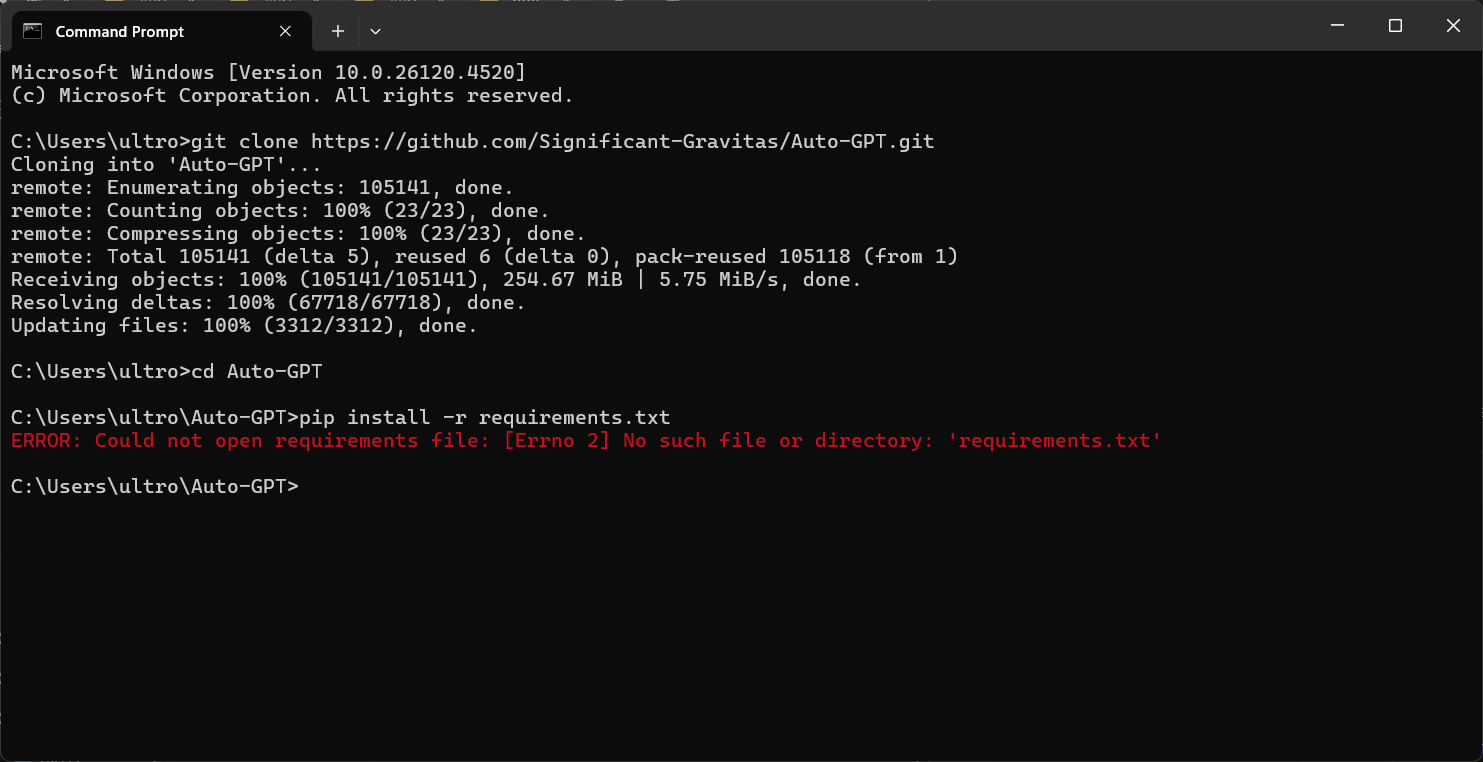 Command Prompt
Microsoft Windows [Version 10.0.26120.4520]
(c) Microsoft Corporation. All rights reserved.
C:\Users\ultro>git clone https://github.com/Significant-Gravitas/Auto-GPT.git
Cloning into 'Auto-GPT'...
remote: Enumerating objects: 105141, done.
remote: Counting objects: 100% (23/23), done.
remote: Compressing objects: 100% (23/23), done.
remote: Total 105141 (delta 5), reused 6 (delta 0), pack-reused 105118 (from 1)
Receiving objects: 100% (105141/105141), 254.67 MiB | 5.75 MiB/s, done.
Resolving deltas: 100% (67718/67718), done.
Updating files: 100% (3312/3312), done.
C:\Users\ultro>cd Auto-GPT
C:\Users\ultro\Auto-GPT>pip install -r requirements.txt
ERROR: Could not open requirements file: [Errno 2] No such file or directory: 'requirements.txt'
C:\Users\ultro\Auto-GPT>